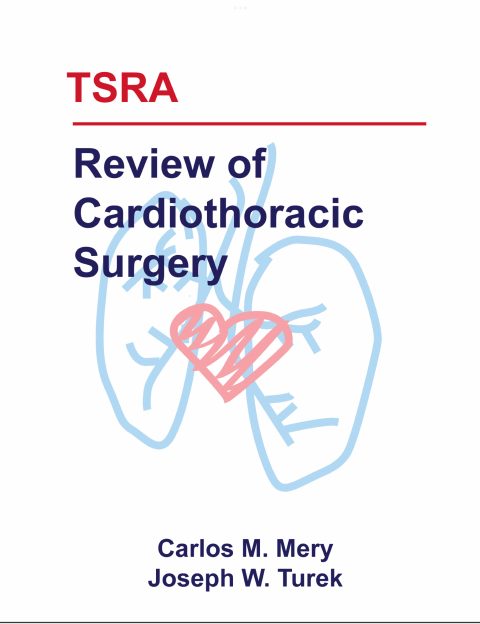 TSRA
Review of
Cardiothoracic
Surgery
Carlos M. Mery
Joseph W. Turek